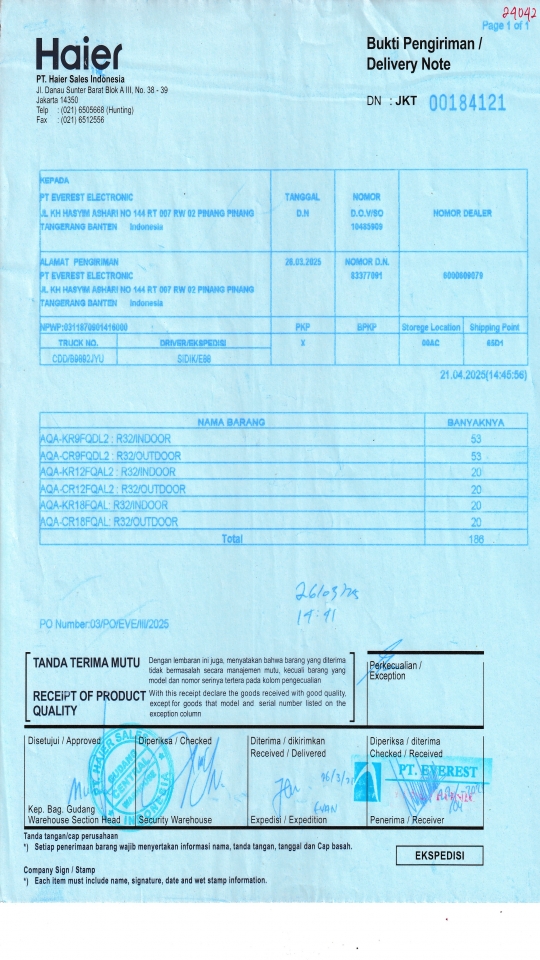 24042
Page 1 of 1
Haier
PT. Haier Sales Indonesia
Jl. Danau Sunter Barat Blok A III, No. 38 - 39
Jakarta 14350
Telp : (021) 6505668 (Hunting)
Fax : (021) 6512556
Bukti Pengiriman /
Delivery Note
DN : JKT 00184121
KEPADA
PT EVEREST ELECTRONIC
JL KH HASYIM ASHARI NO 144 RT 007 RW 02 PINANG PINANG
TANGERANG BANTEN Indonesia
TANGGAL
D.N
NOMOR
D.O.V/SO
10485909
NOMOR DEALER
ALAMAT PENGIRIMAN
PT EVEREST ELECTRONIC
JL KH HASYIM ASHARI NO 144 RT 007 RW 02 PINANG PINANG
TANGERANG BANTEN Indonesia
26.03.2025
NOMOR D.N.
83377091
6000609079
NPWP:0311870601416000
PKP
BPKP
Storege Location
Shipping Point
TRUCK NO.
DRIVER/EKSPEDISI
X
00AC
65D1
CDD/B9892JYU
SIDIK/E86
21.04.2025(14:45:56)
NAMA BARANG BANYAKNYA
AQA-KR9FQDL2 : R32/INDOOR 53
AQA-CR9FQDL2: R32/OUTDOOR 53
AQA-KR12FQAL2 : R32/INDOOR 20
AQA-CR12FQAL2 : R32/OUTDOOR 20
AQA-KR18FQAL: R32/INDOOR 20
AQA-CR18FQAL: R32/OUTDOOR 20
Total 186
26/03/25
14:41
PO Number:03/PO/EVE/III/2025
TANDA TERIMA MUTU
Dengan lembaran ini juga, menyatakan bahwa barang yang diterima
tidak bermasalah secara manajemen mutu, kecuali barang yang
model dan nomor serinya tertera pada kolom pengecualian
RECEIPT OF PRODUCT
QUALITY
With this receipt declare the goods received with good quality,
except for goods that model and serial number listed on the
exception column
Perkecualian /
Exception
Disetujui / Approved
Diperiksa / Checked
Diterima / dikirimkan
Received / Delivered
Diperiksa / diterima
Checked / Received
PT. HAIER SALES
INDONESIA
PT. EVEREST
Kep. Bag. Gudang
Warehouse Section Head
Security Warehouse
Expedisi / Expedition
Penerima / Receiver
Tanda tangan/cap perusahaan
*) Setiap penerimaan barang wajib menyertakan informasi nama, tanda tangan, tanggal dan Cap basah.
EKSPEDISI
Company Sign / Stamp
*) Each item must include name, signature, date and wet stamp information.